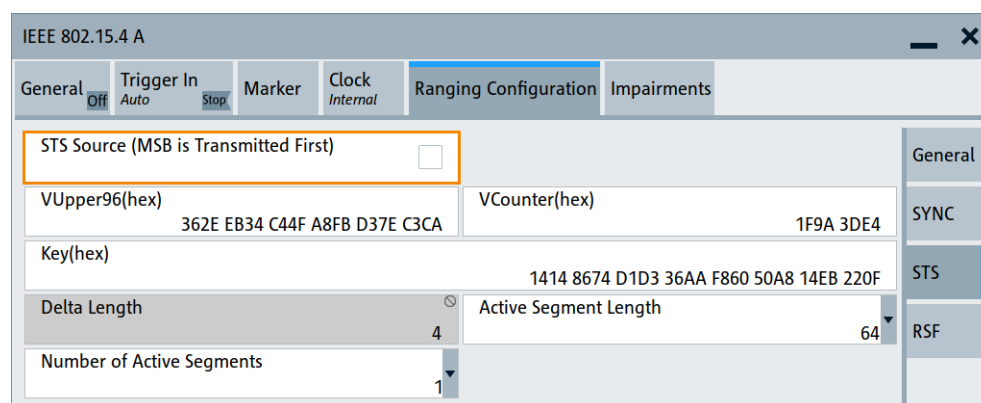 IEEE 802.15.4 A
General Off
Trigger In
Auto Stop
Marker
Clock
Internal
Ranging Configuration
Impairments
STS Source (MSB is Transmitted First)
VUpper96(hex)
362E EB34 C44F A8FB D37E C3CA
VCounter(hex)
1F9A 3DE4
Key(hex)
1414 8674 D1D3 36AA F860 50A8 14EB 220F
Delta Length
4
Active Segment Length
64
Number of Active Segments
1
General
SYNC
STS
RSF